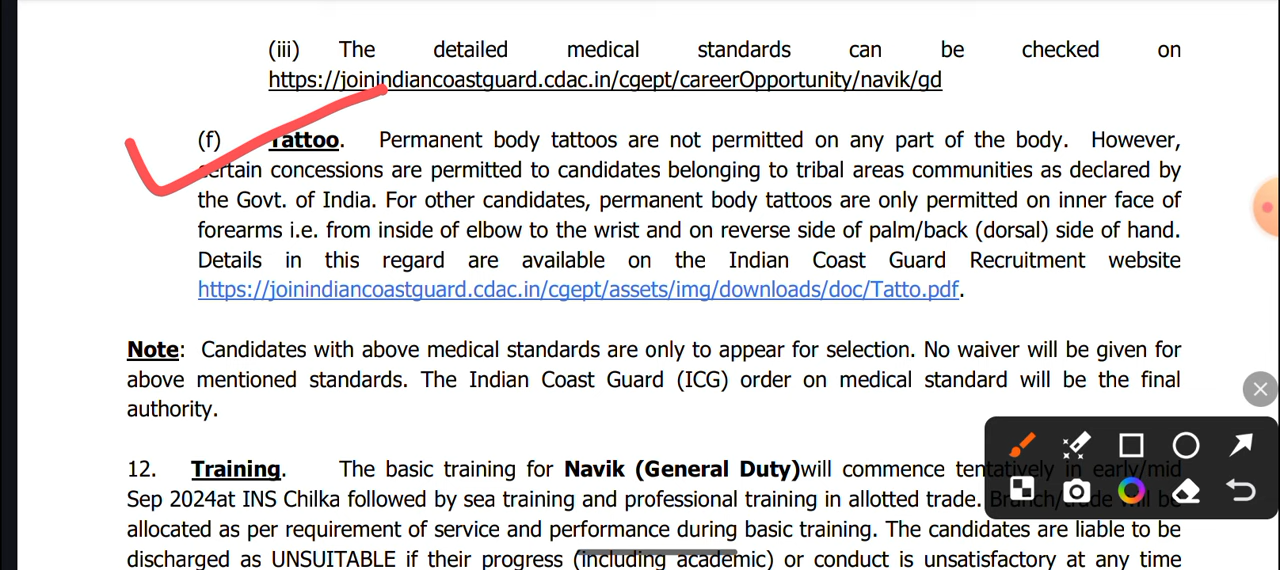 (iii) The detailed medical standards can be checked on
https://joinindiancoastguard.cdac.in/cgept/careerOpportunity/navik/gd
(f) Tattoo. Permanent body tattoos are not permitted on any part of the body. However,
certain concessions are permitted to candidates belonging to tribal areas communities as declared by
the Govt. of India. For other candidates, permanent body tattoos are only permitted on inner face of
forearms i.e. from inside of elbow to the wrist and on reverse side of palm/back (dorsal) side of hand.
Details in this regard are available on the Indian Coast Guard Recruitment website
https://joinindiancoastguard.cdac.in/cgept/assets/img/downloads/doc/Tatto.pdf.
Note: Candidates with above medical standards are only to appear for selection. No waiver will be given for
above mentioned standards. The Indian Coast Guard (ICG) order on medical standard will be the final
authority.
12. Training. The basic training for Navik (General Duty)will commence tentatively in early/mid
Sep 2024at INS Chilka followed by sea training and professional training in allotted trade. Branch/trade will be
allocated as per requirement of service and performance during basic training. The candidates are liable to be
discharged as UNSUITABLE if their progress (including academic) or conduct is unsatisfactory at any time